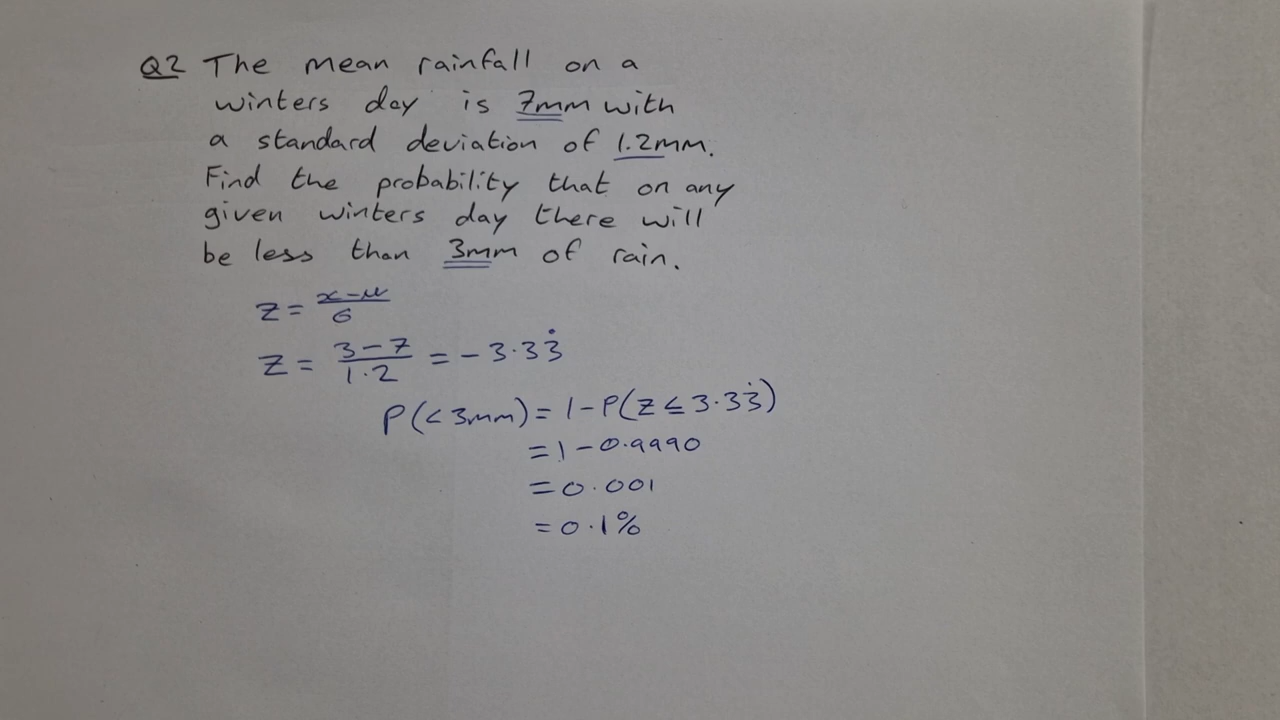 Q2 The mean rainfall on a
winters day is 7mm with
a standard deviation of 1.2mm.
Find the probability that on any
given winters day there will
be less than 3mm of rain.
z = x-μ/σ
z = 3-7/1.2 = -3.33̇
P(<3mm) = 1-P(Z≤3.33̇)
= 1-0.9990
= 0.001
= 0.1%